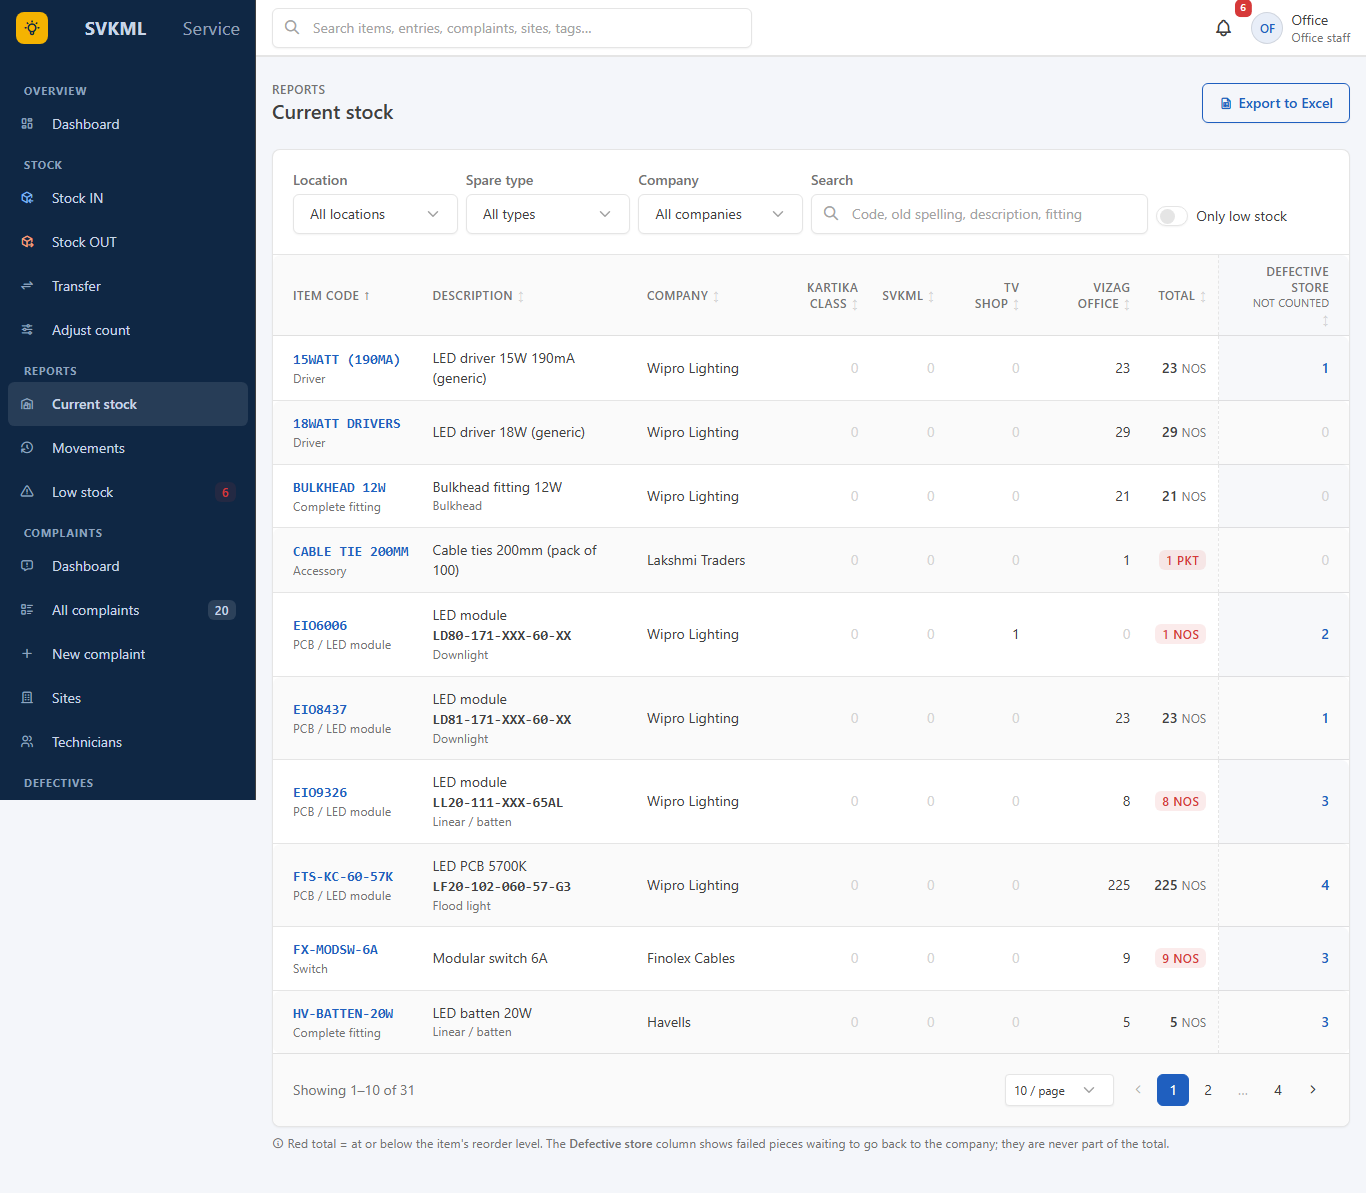 SVKML Service
Search items, entries, complaints, sites, tags...
6
OF
Office
Office staff
OVERVIEW
Dashboard
STOCK
Stock IN
Stock OUT
Transfer
Adjust count
REPORTS
Current stock
Movements
Low stock 6
COMPLAINTS
Dashboard
All complaints 20
New complaint
Sites
Technicians
DEFECTIVES
REPORTS
Current stock
Export to Excel
Location Spare type Company Search
All locations All types All companies Code, old spelling, description, fitting Only low stock
ITEM CODE ↑ DESCRIPTION COMPANY KARTIKA CLASS SVKML TV SHOP VIZAG OFFICE TOTAL DEFECTIVE STORE NOT COUNTED
15WATT (190MA) LED driver 15W 190mA (generic) Wipro Lighting 0 0 0 23 23 NOS 1
Driver
18WATT DRIVERS LED driver 18W (generic) Wipro Lighting 0 0 0 29 29 NOS 0
Driver
BULKHEAD 12W Bulkhead fitting 12W Wipro Lighting 0 0 0 21 21 NOS 0
Complete fitting Bulkhead
CABLE TIE 200MM Cable ties 200mm (pack of 100) Lakshmi Traders 0 0 0 1 1 PKT 0
Accessory
EIO6006 LED module LD80-171-XXX-60-XX Wipro Lighting 0 0 1 0 1 NOS 2
PCB / LED module Downlight
EIO8437 LED module LD81-171-XXX-60-XX Wipro Lighting 0 0 0 23 23 NOS 1
PCB / LED module Downlight
EIO9326 LED module LL20-111-XXX-65AL Wipro Lighting 0 0 0 8 8 NOS 3
PCB / LED module Linear / batten
FTS-KC-60-57K LED PCB 5700K LF20-102-060-57-G3 Wipro Lighting 0 0 0 225 225 NOS 4
PCB / LED module Flood light
FX-MODSW-6A Modular switch 6A Finolex Cables 0 0 0 9 9 NOS 3
Switch
HV-BATTEN-20W LED batten 20W Havells 0 0 0 5 5 NOS 3
Complete fitting Linear / batten
Showing 1–10 of 31 10 / page 1 2 ... 4
Red total = at or below the item's reorder level. The Defective store column shows failed pieces waiting to go back to the company; they are never part of the total.